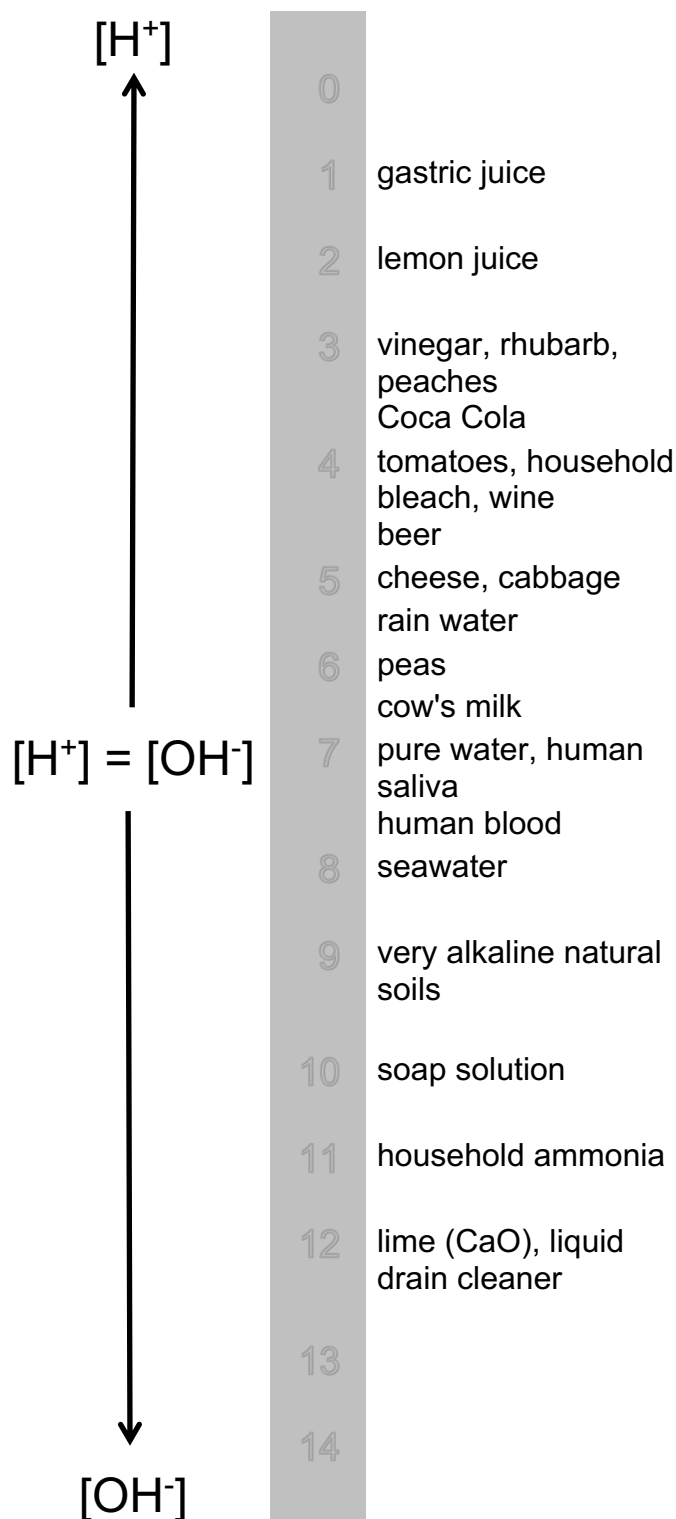 [H⁺]
0
1 gastric juice
2 lemon juice
3 vinegar, rhubarb,
peaches
Coca Cola
4 tomatoes, household
bleach, wine
beer
5 cheese, cabbage
rain water
6 peas
cow's milk
[H⁺] = [OH⁻]
7 pure water, human
saliva
human blood
8 seawater
9 very alkaline natural
soils
10 soap solution
11 household ammonia
12 lime (CaO), liquid
drain cleaner
13
14
[OH⁻]